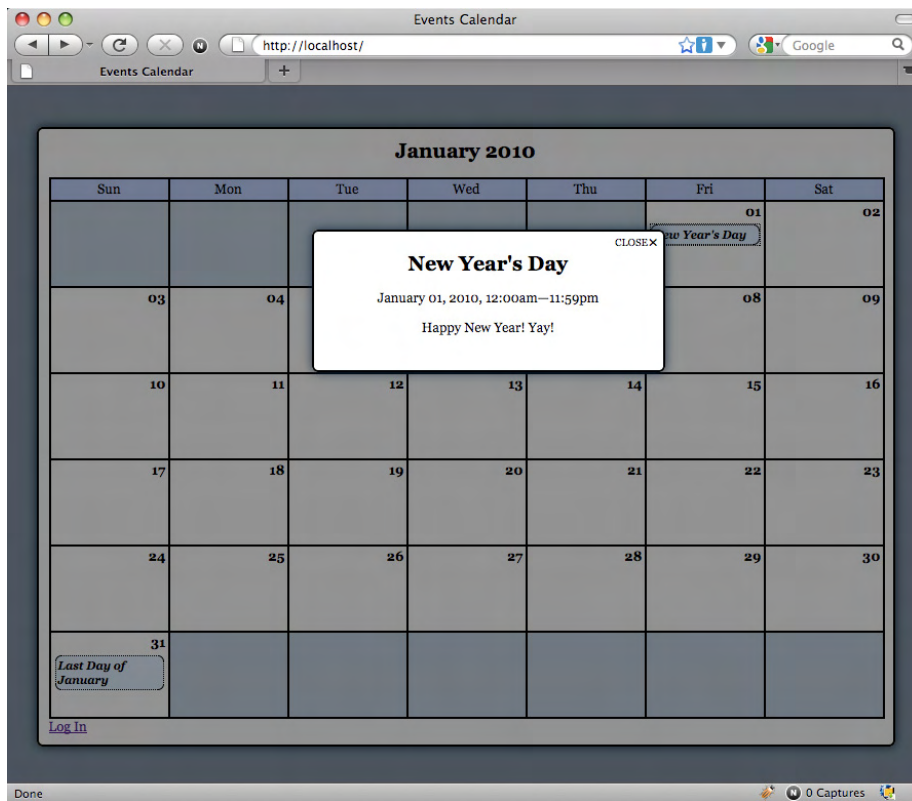 Events Calendar
http://localhost/
Google
Events Calendar
January 2010
Sun Mon Tue Wed Thu Fri Sat
01 02
New Year's Day
CLOSE✕
New Year's Day
January 01, 2010, 12:00am—11:59pm
Happy New Year! Yay!
03 04 08 09
10 11 12 13 14 15 16
17 18 19 20 21 22 23
24 25 26 27 28 29 30
31
Last Day of
January
Log In
Done
0 Captures